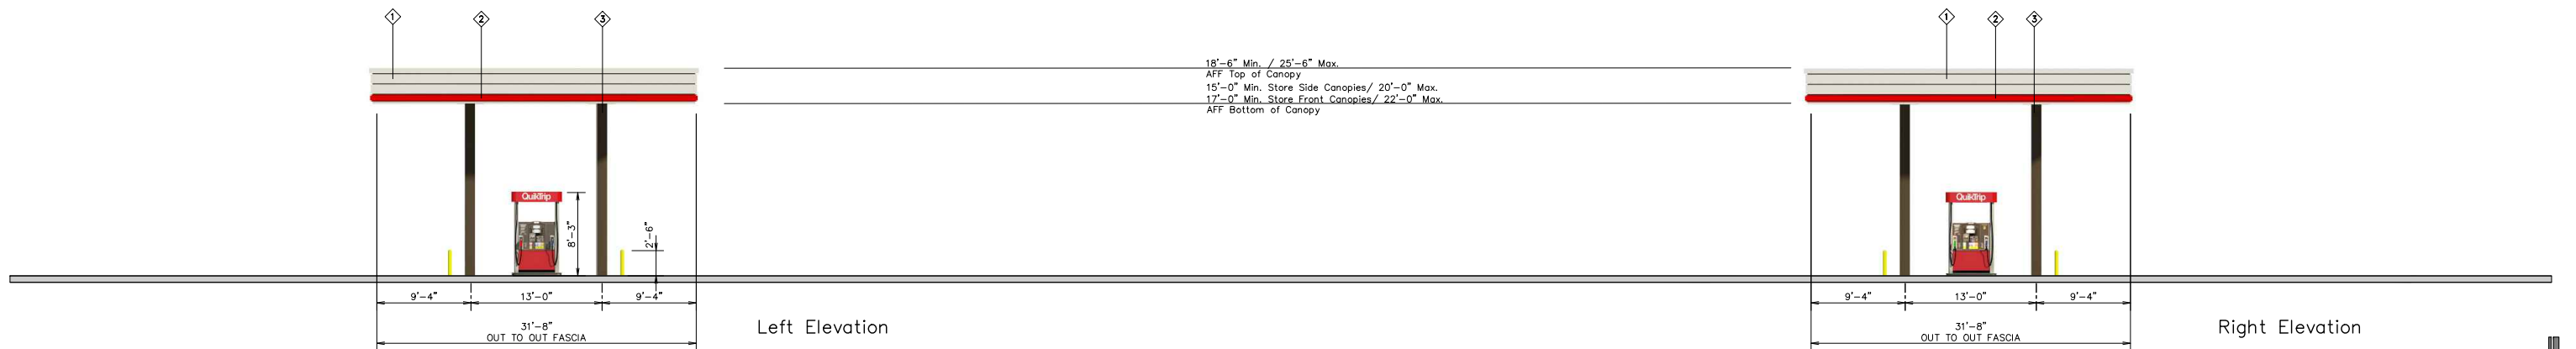 1 2 3
1 2 3
18'-6" Min. / 25'-6" Max.
AFF Top of Canopy
15'-0" Min. Store Side Canopies/ 20'-0" Max.
17'-0" Min. Store Front Canopies/ 22'-0" Max.
AFF Bottom of Canopy
QuikTrip
8'-3"
2'-6"
QuikTrip
9'-4" 13'-0" 9'-4"
31'-8"
OUT TO OUT FASCIA
Left Elevation
9'-4" 13'-0" 9'-4"
31'-8"
OUT TO OUT FASCIA
Right Elevation